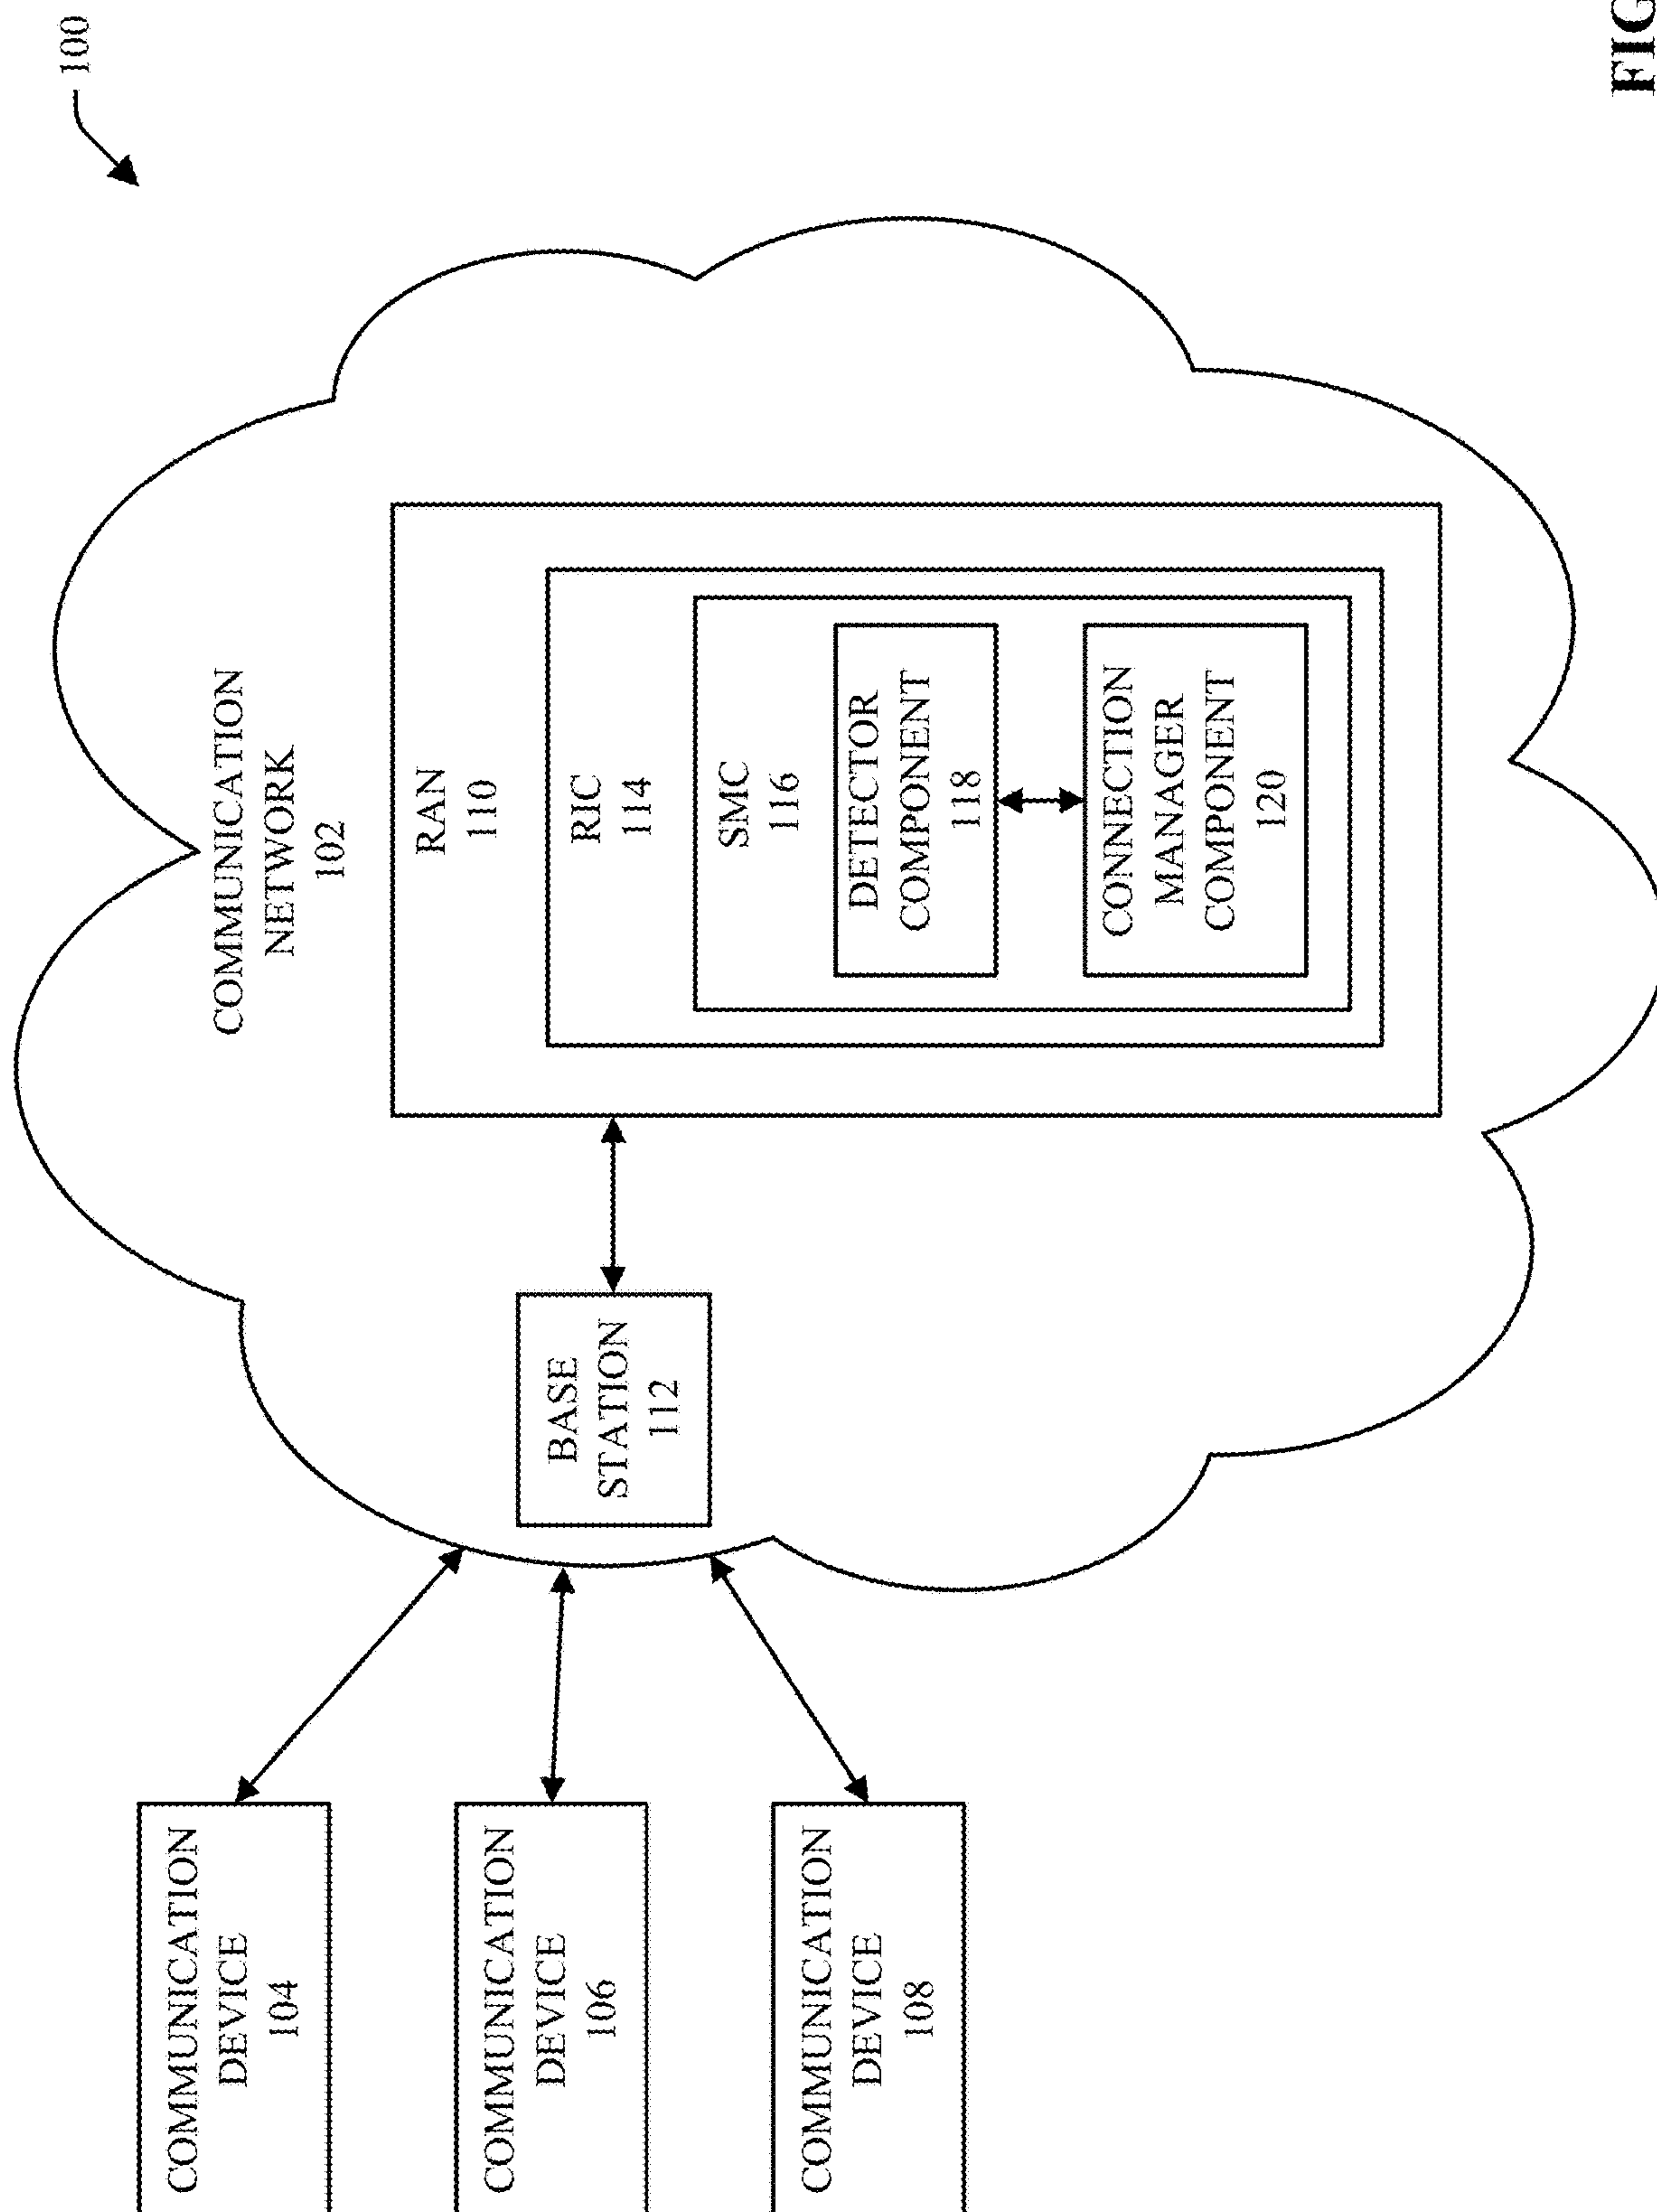 100
COMMUNICATION
NETWORK
102
RAN
110
RIC
114
SMC
116
DETECTOR
COMPONENT
118
CONNECTION
MANAGER
COMPONENT
120
BASE
STATION
112
COMMUNICATION
DEVICE
104
COMMUNICATION
DEVICE
106
COMMUNICATION
DEVICE
108
FIG